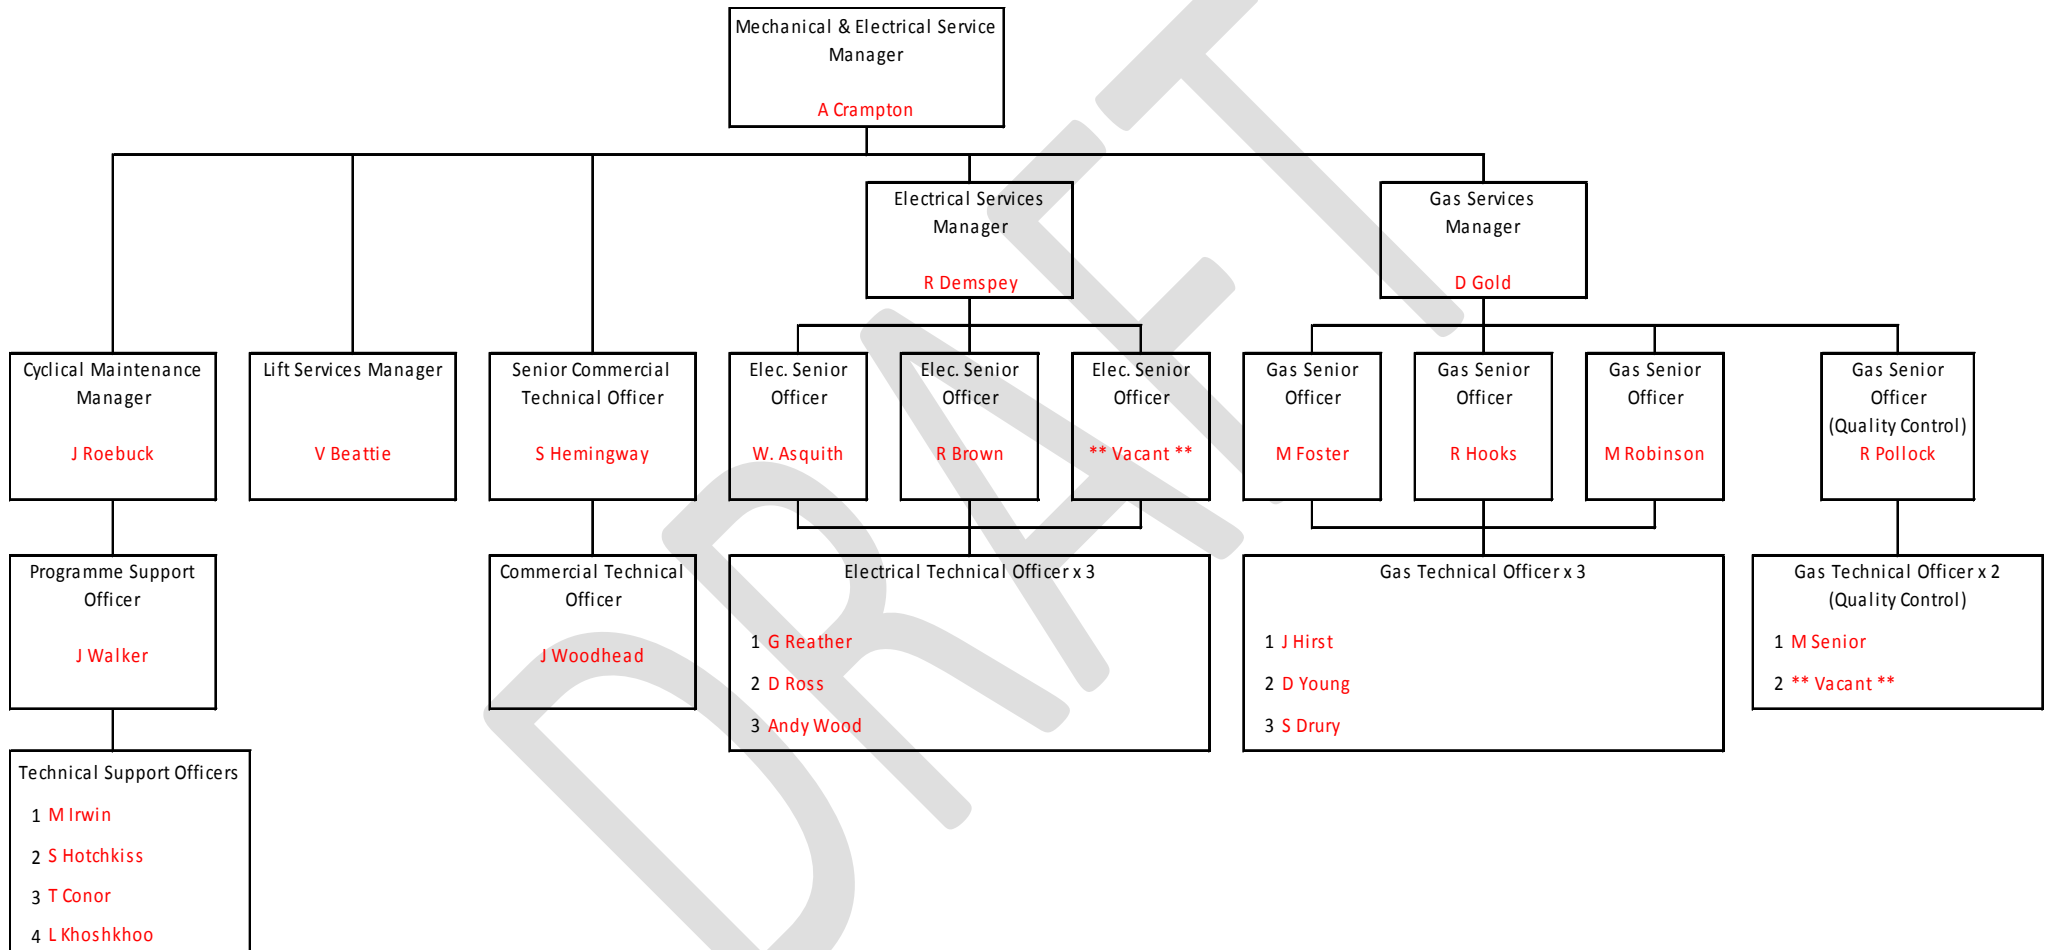 Mechanical & Electrical Service
Manager
A Crampton
Electrical Services
Manager
R Demspey
Gas Services
Manager
D Gold
Cyclical Maintenance
Manager
J Roebuck
Lift Services Manager
V Beattie
Senior Commercial
Technical Officer
S Hemingway
Elec. Senior
Officer
W. Asquith
Elec. Senior
Officer
R Brown
Elec. Senior
Officer
** Vacant **
Gas Senior
Officer
M Foster
Gas Senior
Officer
R Hooks
Gas Senior
Officer
M Robinson
Gas Senior
Officer
(Quality Control)
R Pollock
Programme Support
Officer
J Walker
Commercial Technical
Officer
J Woodhead
Electrical Technical Officer x 3
1 G Reather
2 D Ross
3 Andy Wood
Gas Technical Officer x 3
1 J Hirst
2 D Young
3 S Drury
Gas Technical Officer x 2
(Quality Control)
1 M Senior
2 ** Vacant **
Technical Support Officers
1 M Irwin
2 S Hotchkiss
3 T Conor
4 L Khoshkhoo
DRAFT